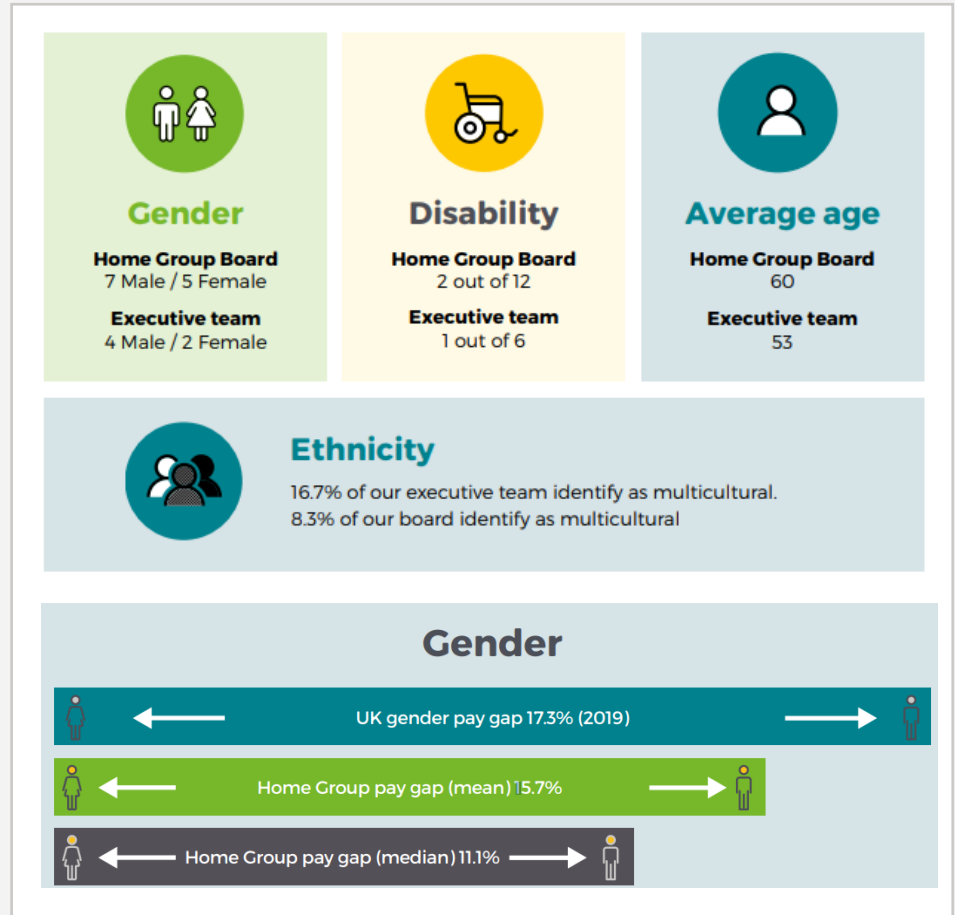 Gender
Home Group Board
7 Male / 5 Female
Executive team
4 Male / 2 Female
Disability
Home Group Board
2 out of 12
Executive team
1 out of 6
Average age
Home Group Board
60
Executive team
53
Ethnicity
16.7% of our executive team identify as multicultural.
8.3% of our board identify as multicultural
Gender
UK gender pay gap 17.3% (2019)
Home Group pay gap (mean) 15.7%
Home Group pay gap (median) 11.1%